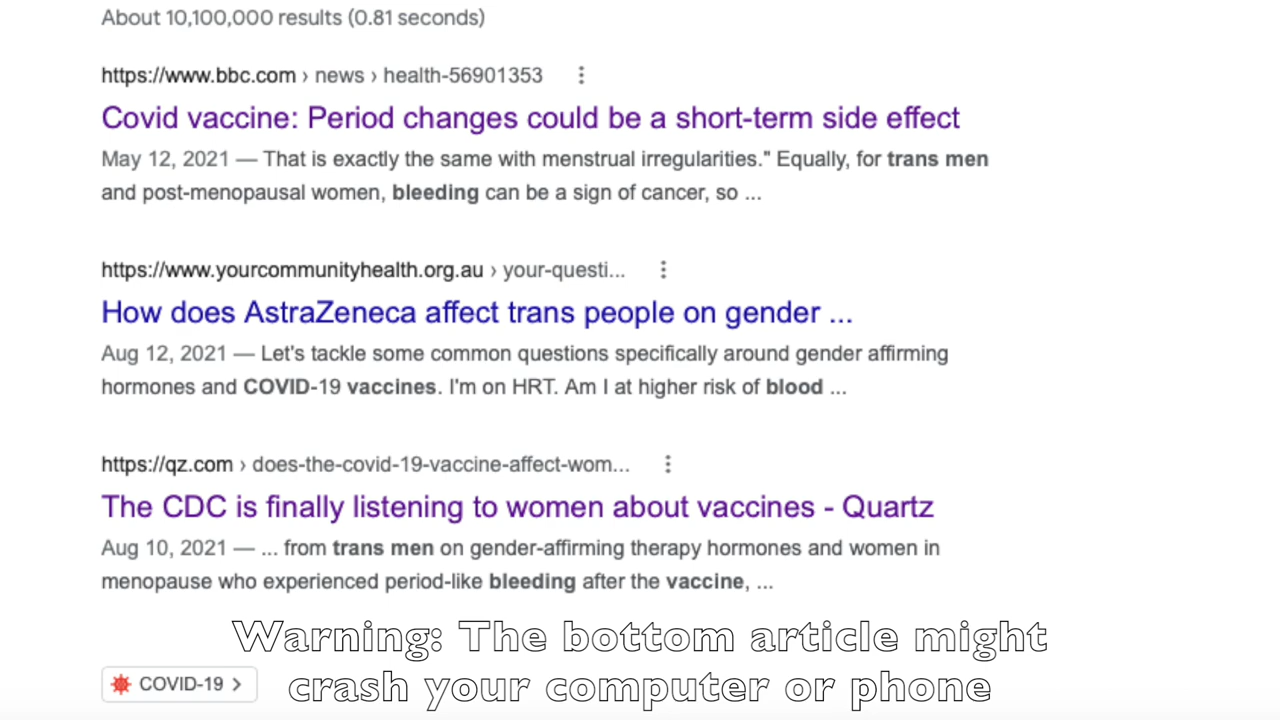 About 10,100,000 results (0.81 seconds)
https://www.bbc.com › news › health-56901353
Covid vaccine: Period changes could be a short-term side effect
May 12, 2021 — That is exactly the same with menstrual irregularities." Equally, for trans men
and post-menopausal women, bleeding can be a sign of cancer, so ...
https://www.yourcommunityhealth.org.au › your-questi...
How does AstraZeneca affect trans people on gender ...
Aug 12, 2021 — Let's tackle some common questions specifically around gender affirming
hormones and COVID-19 vaccines. I'm on HRT. Am I at higher risk of blood ...
https://qz.com › does-the-covid-19-vaccine-affect-wom...
The CDC is finally listening to women about vaccines - Quartz
Aug 10, 2021 — ... from trans men on gender-affirming therapy hormones and women in
menopause who experienced period-like bleeding after the vaccine, ...
Warning: The bottom article might
crash your computer or phone
COVID-19 >